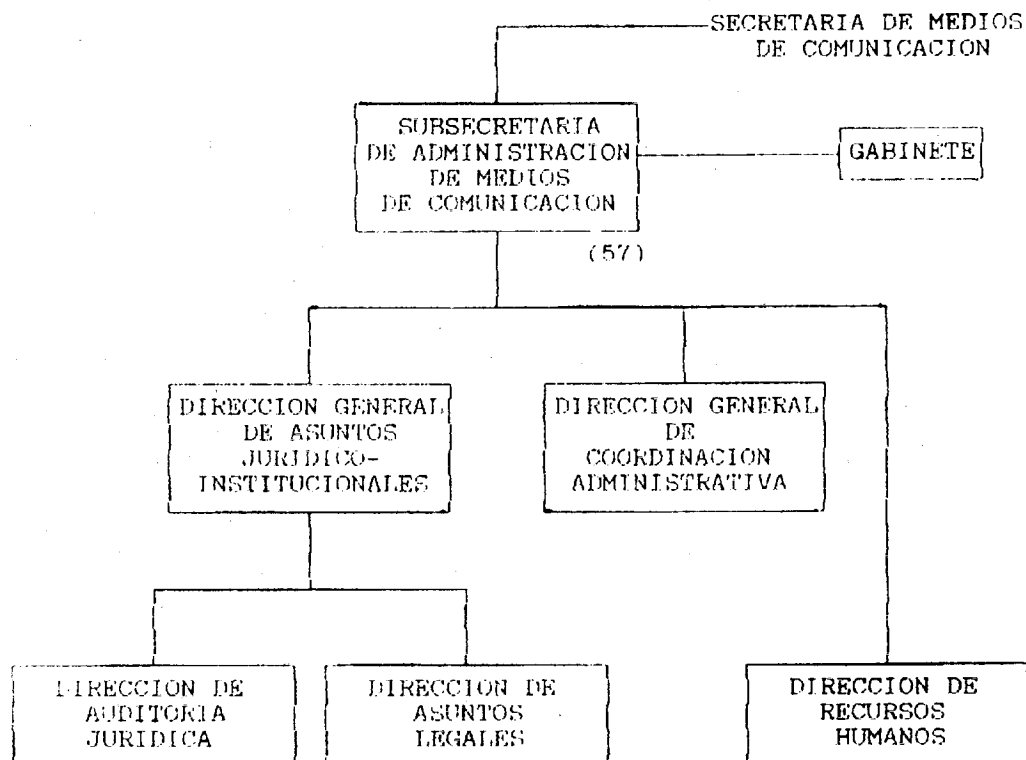 SECRETARIA DE MEDIOS
DE COMUNICACION
SUBSECRETARIA
DE ADMINISTRACION
DE MEDIOS
DE COMUNICACION
GABINETE
(57)
DIRECCION GENERAL
DE ASUNTOS
JURIDICO-
INSTITUCIONALES
DIRECCION GENERAL
DE
COORDINACION
ADMINISTRATIVA
DIRECCION DE
AUDITORIA
JURIDICA
DIRECCION DE
ASUNTOS
LEGALES
DIRECCION DE
RECURSOS
HUMANOS